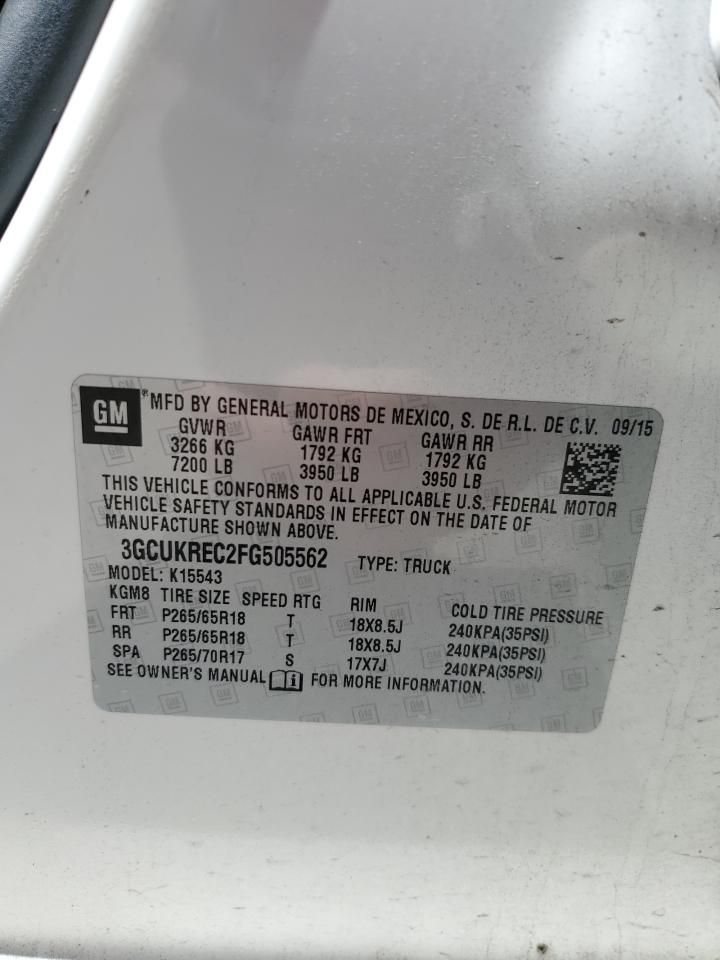 GM ® MFD BY GENERAL MOTORS DE MEXICO, S. DE R.L. DE C.V. 09/15
GVWR GAWR FRT GAWR RR
3266 KG 1792 KG 1792 KG
7200 LB 3950 LB 3950 LB
THIS VEHICLE CONFORMS TO ALL APPLICABLE U.S. FEDERAL MOTOR
VEHICLE SAFETY STANDARDS IN EFFECT ON THE DATE OF
MANUFACTURE SHOWN ABOVE.
3GCUKREC2FG505562 TYPE: TRUCK
MODEL: K15543
KGM8 TIRE SIZE SPEED RTG RIM COLD TIRE PRESSURE
FRT P265/65R18 T 18X8.5J 240KPA(35PSI)
RR P265/65R18 T 18X8.5J 240KPA(35PSI)
SPA P265/70R17 S 17X7J 240KPA(35PSI)
SEE OWNER'S MANUAL FOR MORE INFORMATION.